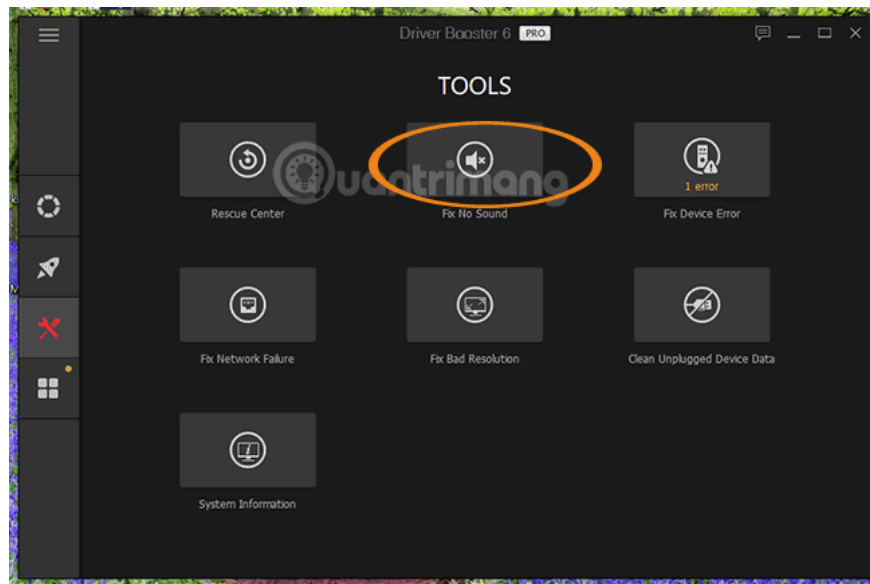 Driver Booster 6 PRO
TOOLS
Quantrimang
1 error
Rescue Center
Fix No Sound
Fix Device Error
Fix Network Failure
Fix Bad Resolution
Clean Unplugged Device Data
System Information